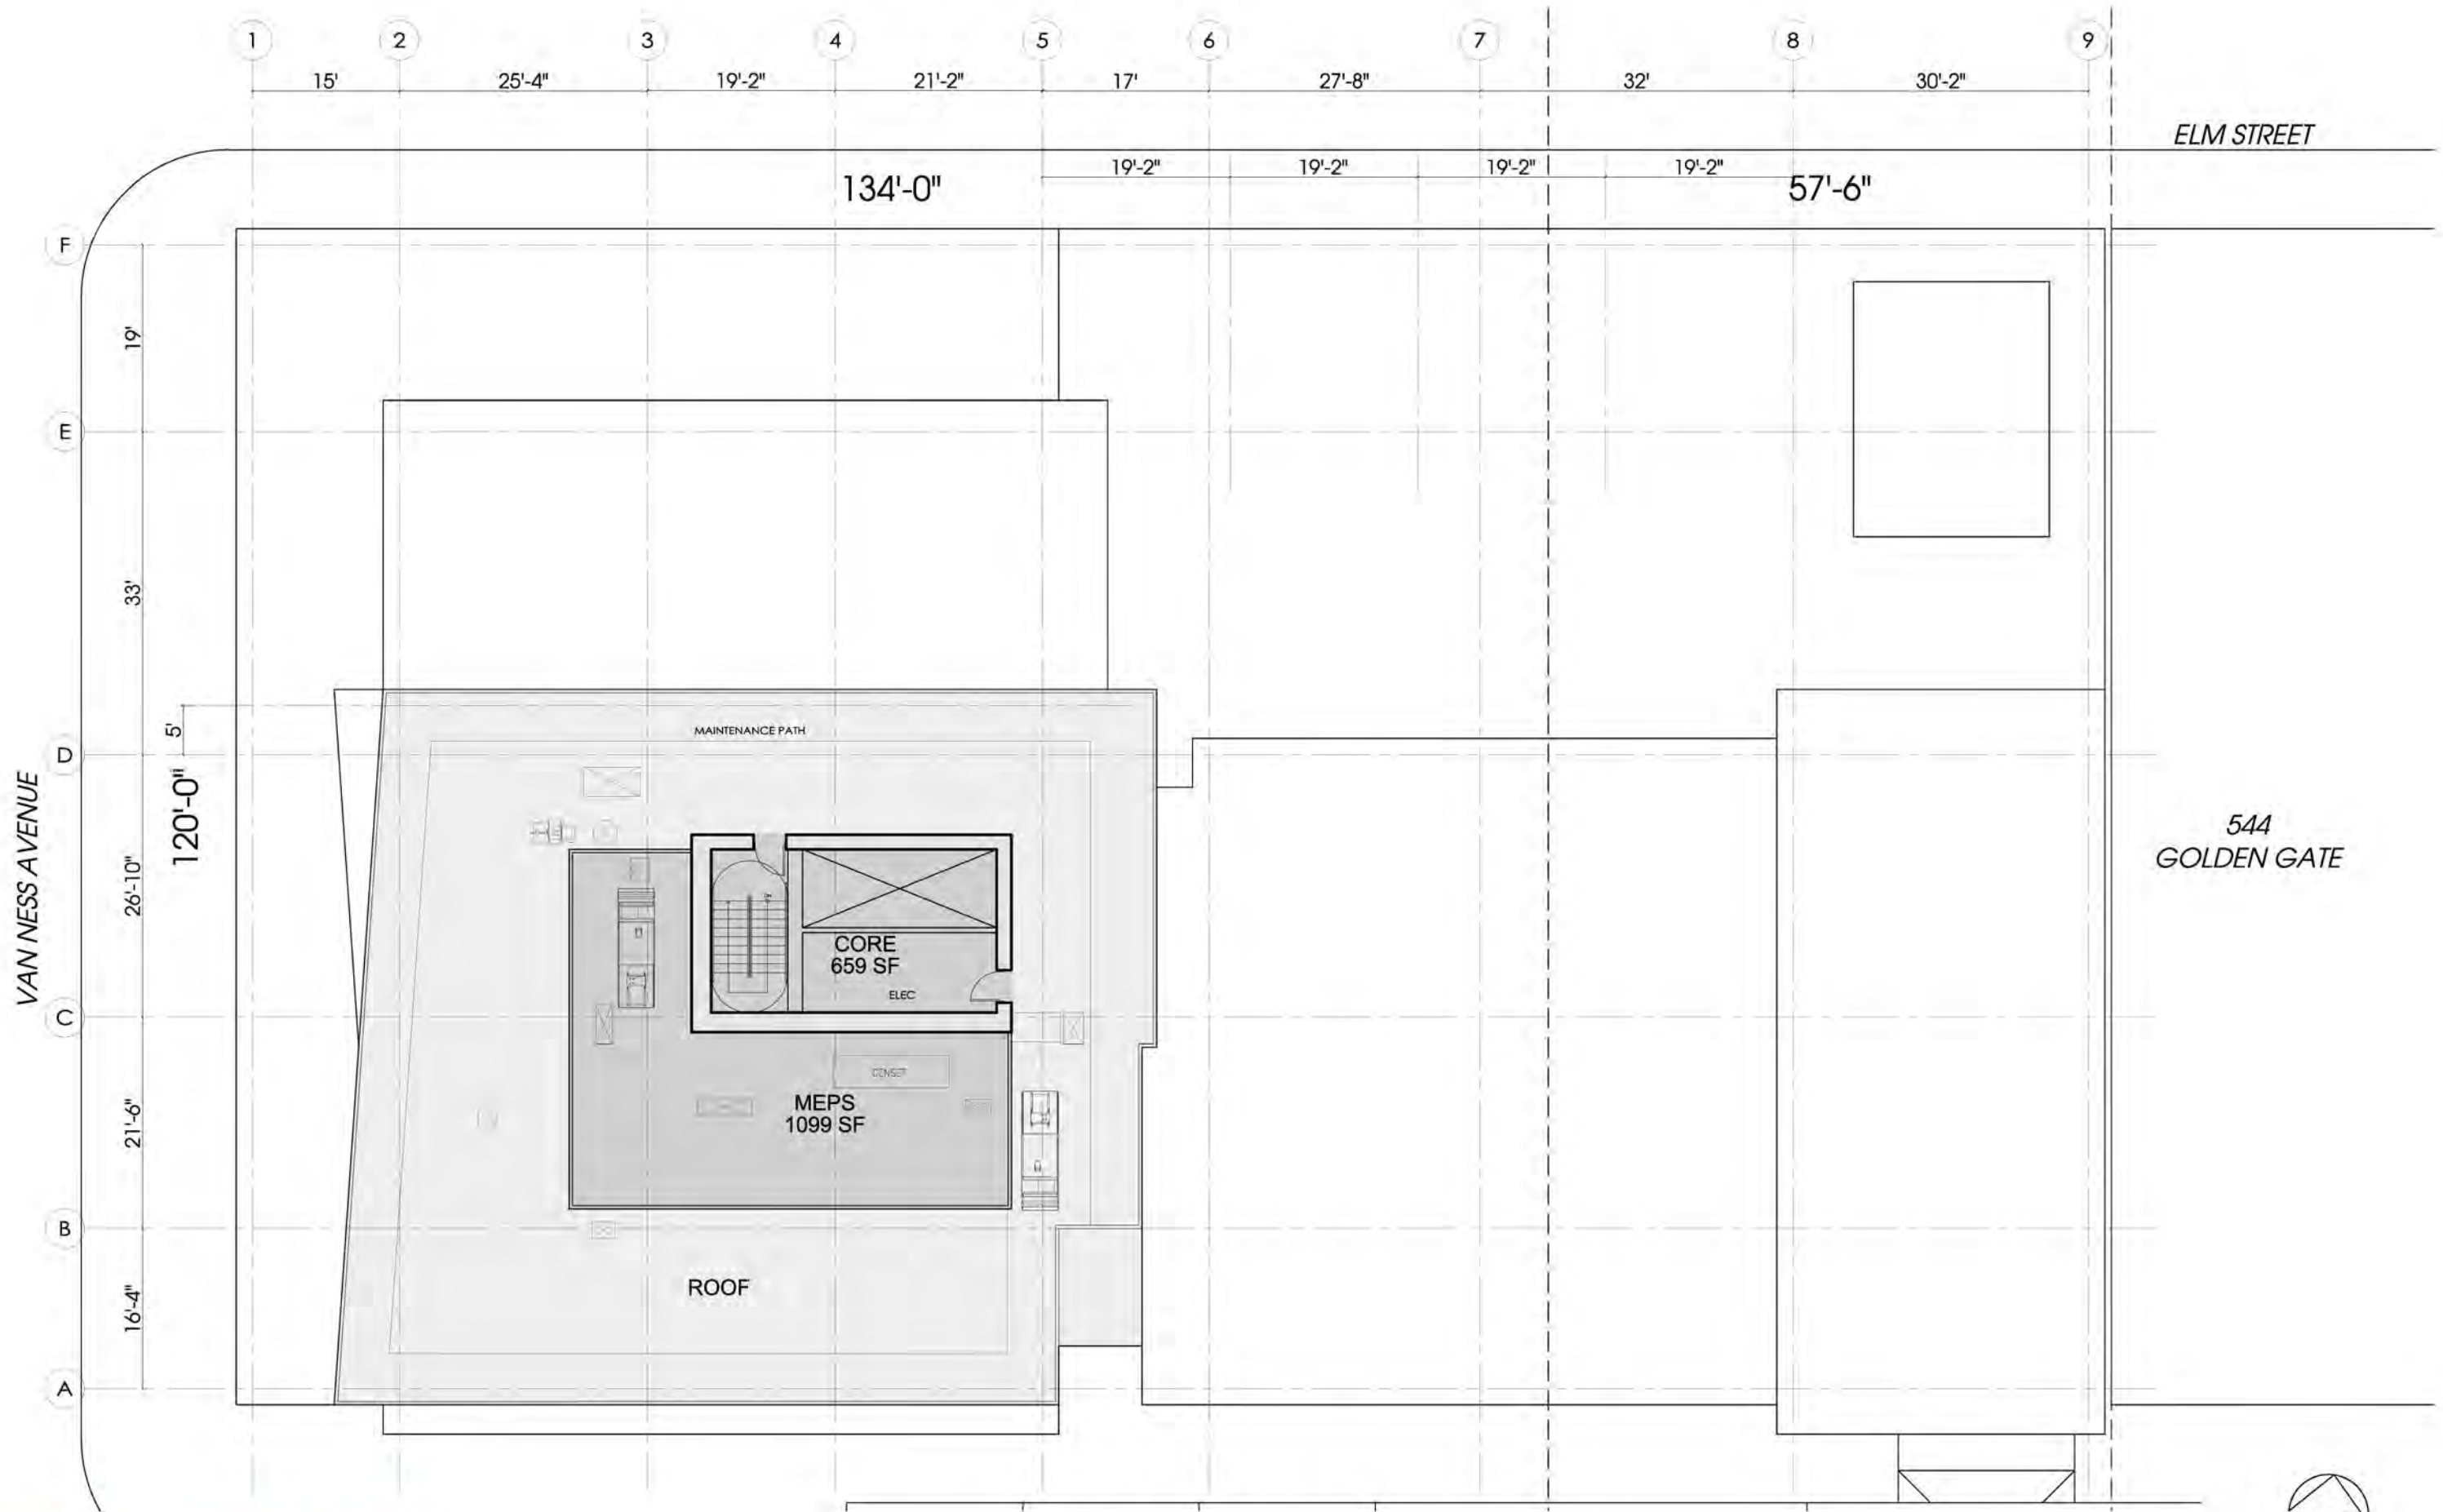 1
2
3
4
5
6
7
8
9
15'
25'-4"
19'-2"
21'-2"
17'
27'-8"
32'
30'-2"
ELM STREET
19'-2"
19'-2"
19'-2"
19'-2"
134'-0"
57'-6"
F
19'
E
33'
5'
MAINTENANCE PATH
D
120'-0"
VAN NESS AVENUE
26'-10"
544
GOLDEN GATE
CORE
659 SF
ELEC
C
GENSET
MEPS
1099 SF
21'-6"
B
ROOF
16'-4"
A